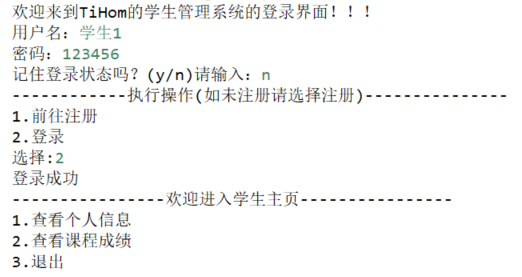 欢迎来到TiHom的学生管理系统的登录界面！！！
用户名：学生1
密码：123456
记住登录状态吗？(y/n)请输入：n
------------执行操作(如未注册请选择注册)---------------
1.前往注册
2.登录
选择:2
登录成功
----------------欢迎进入学生主页----------------
1.查看个人信息
2.查看课程成绩
3.退出